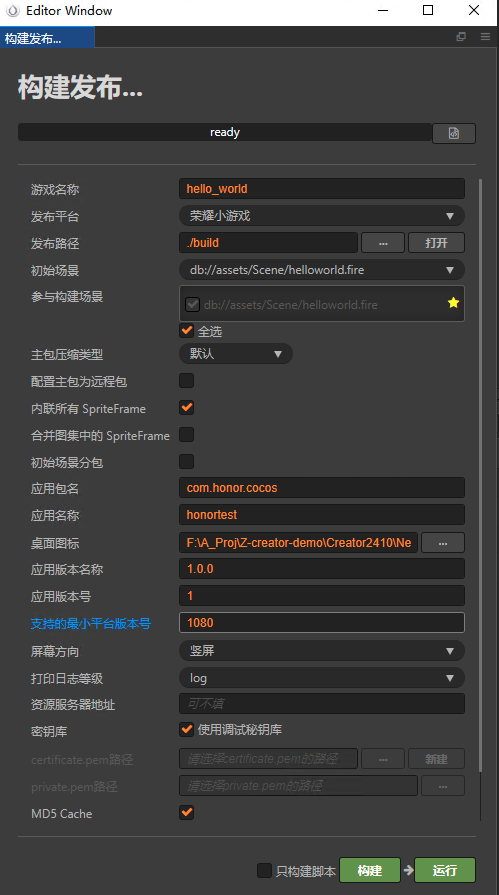 Editor Window
构建发布...
构建发布...
ready
游戏名称 hello_world
发布平台 荣耀小游戏
发布路径 ./build ... 打开
初始场景 db://assets/Scene/helloworld.fire
参与构建场景 db://assets/Scene/helloworld.fire
全选
主包压缩类型 默认
配置主包为远程包
内联所有 SpriteFrame
合并图集中的 SpriteFrame
初始场景分包
应用包名 com.honor.cocos
应用名称 honortest
桌面图标 F:\A_Proj\Z-creator-demo\Creator2410\Ne ...
应用版本名称 1.0.0
应用版本号 1
支持的最小平台版本号 1080
屏幕方向 竖屏
打印日志等级 log
资源服务器地址 可不填
密钥库 使用调试秘钥库
certificate.pem路径 请选择certificate.pem的路径 ... 新建
private.pem路径 请选择private.pem的路径 ...
MD5 Cache
只构建脚本 构建 运行